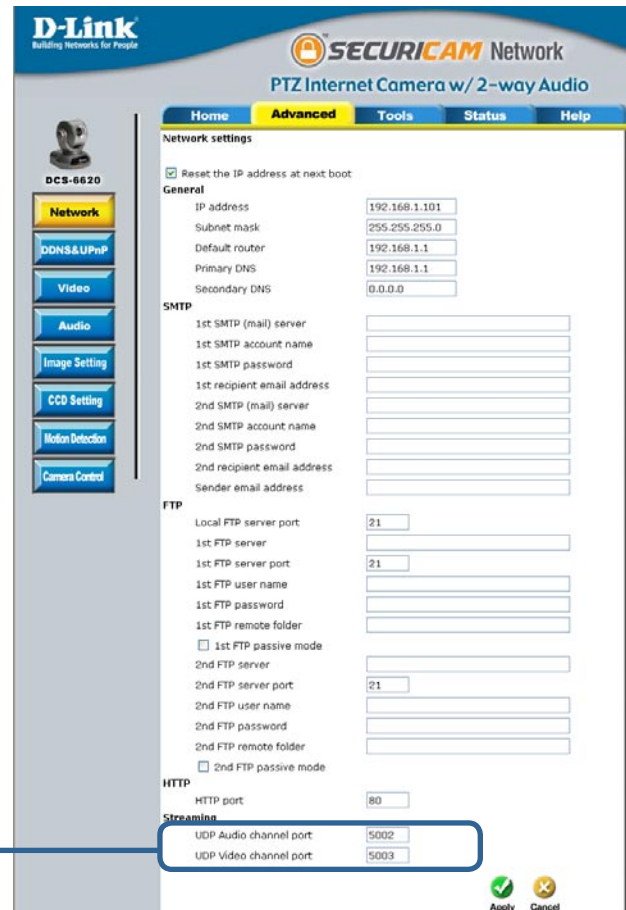 D-Link
Building Networks for People
SECURICAM Network
PTZ Internet Camera w/ 2-way Audio
Home Advanced Tools Status Help
DCS-6620
Network
DDNS&UPnP
Video
Audio
Image Setting
CCD Setting
Motion Detection
Camera Control
Network settings
Reset the IP address at next boot
General
IP address 192.168.1.101
Subnet mask 255.255.255.0
Default router 192.168.1.1
Primary DNS 192.168.1.1
Secondary DNS 0.0.0.0
SMTP
1st SMTP (mail) server
1st SMTP account name
1st SMTP password
1st recipient email address
2nd SMTP (mail) server
2nd SMTP account name
2nd SMTP password
2nd recipient email address
Sender email address
FTP
Local FTP server port 21
1st FTP server
1st FTP server port 21
1st FTP user name
1st FTP password
1st FTP remote folder
1st FTP passive mode
2nd FTP server
2nd FTP server port 21
2nd FTP user name
2nd FTP password
2nd FTP remote folder
2nd FTP passive mode
HTTP
HTTP port 80
Streaming
UDP Audio channel port 5002
UDP Video channel port 5003
Apply Cancel